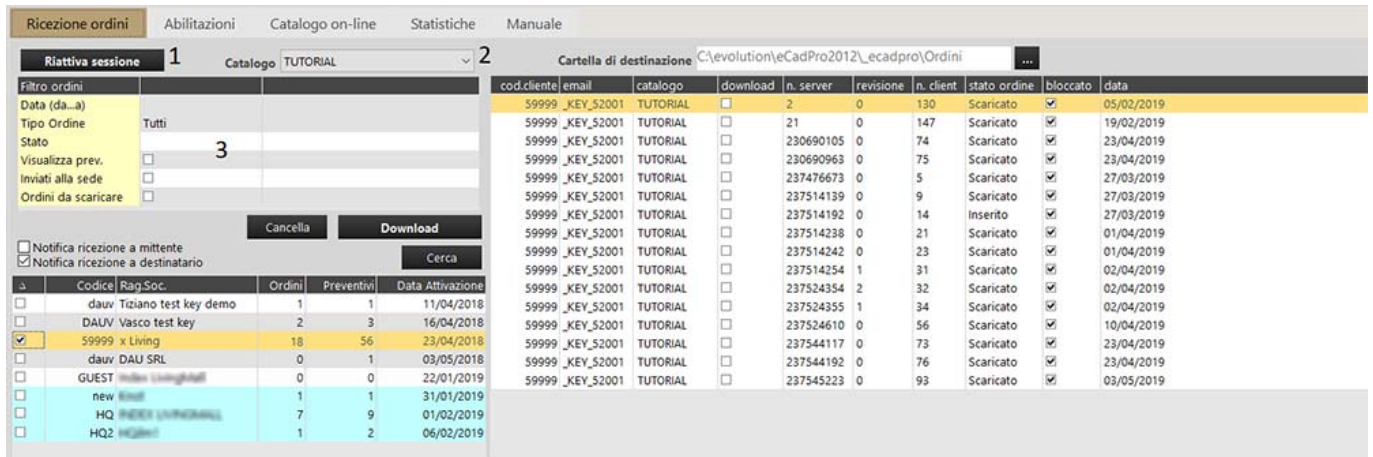 Ricezione ordini Abilitazioni Catalogo on-line Statistiche Manuale
Riattiva sessione 1 Catalogo TUTORIAL 2 Cartella di destinazione C:\evolution\eCadPro2012\_ecadpro\Ordini ...
Filtro ordini
Data (da...a)
Tipo Ordine Tutti
Stato
3
Visualizza prev.
Inviati alla sede
Ordini da scaricare
Cancella Download
Notifica ricezione a mittente
Notifica ricezione a destinatario
Cerca
Codice Rag.Soc. Ordini Preventivi Data Attivazione
dauv Tiziano test key demo 1 1 11/04/2018
DAUV Vasco test key 2 3 16/04/2018
59999 x Living 18 56 23/04/2018
dauv DAU SRL 0 1 03/05/2018
GUEST 0 0 22/01/2019
new 1 1 31/01/2019
HQ 7 9 01/02/2019
HQ2 1 2 06/02/2019
cod.cliente email catalogo download n. server revisione n. client stato ordine bloccato data
59999 _KEY_52001 TUTORIAL 2 0 130 Scaricato 05/02/2019
59999 _KEY_52001 TUTORIAL 21 0 147 Scaricato 19/02/2019
59999 _KEY_52001 TUTORIAL 230690105 0 74 Scaricato 23/04/2019
59999 _KEY_52001 TUTORIAL 230690963 0 75 Scaricato 23/04/2019
59999 _KEY_52001 TUTORIAL 237476673 0 5 Scaricato 27/03/2019
59999 _KEY_52001 TUTORIAL 237514139 0 9 Scaricato 27/03/2019
59999 _KEY_52001 TUTORIAL 237514192 0 14 Inserito 27/03/2019
59999 _KEY_52001 TUTORIAL 237514238 0 21 Scaricato 01/04/2019
59999 _KEY_52001 TUTORIAL 237514242 0 23 Scaricato 01/04/2019
59999 _KEY_52001 TUTORIAL 237514254 1 31 Scaricato 02/04/2019
59999 _KEY_52001 TUTORIAL 237524354 2 32 Scaricato 02/04/2019
59999 _KEY_52001 TUTORIAL 237524355 1 34 Scaricato 02/04/2019
59999 _KEY_52001 TUTORIAL 237524610 0 56 Scaricato 10/04/2019
59999 _KEY_52001 TUTORIAL 237544117 0 73 Scaricato 23/04/2019
59999 _KEY_52001 TUTORIAL 237544192 0 76 Scaricato 23/04/2019
59999 _KEY_52001 TUTORIAL 237545223 0 93 Scaricato 03/05/2019